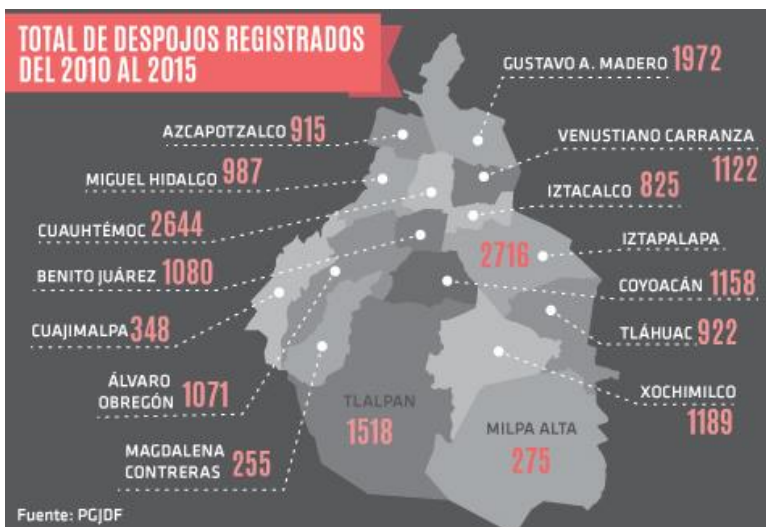 TOTAL DE DESPOJOS REGISTRADOS
DEL 2010 AL 2015
GUSTAVO A. MADERO 1972
AZCAPOTZALCO 915
VENUSTIANO CARRANZA
1122
MIGUEL HIDALGO 987
IZTACALCO 825
CUAUHTÉMOC 2644
2716 IZTAPALAPA
BENITO JUÁREZ 1080
COYOACÁN 1158
CUAJIMALPA 348
TLÁHUAC 922
ÁLVARO
OBREGÓN 1071
TLALPAN
1518
XOCHIMILCO
1189
MILPA ALTA
275
MAGDALENA
CONTRERAS 255
Fuente: PGJDF